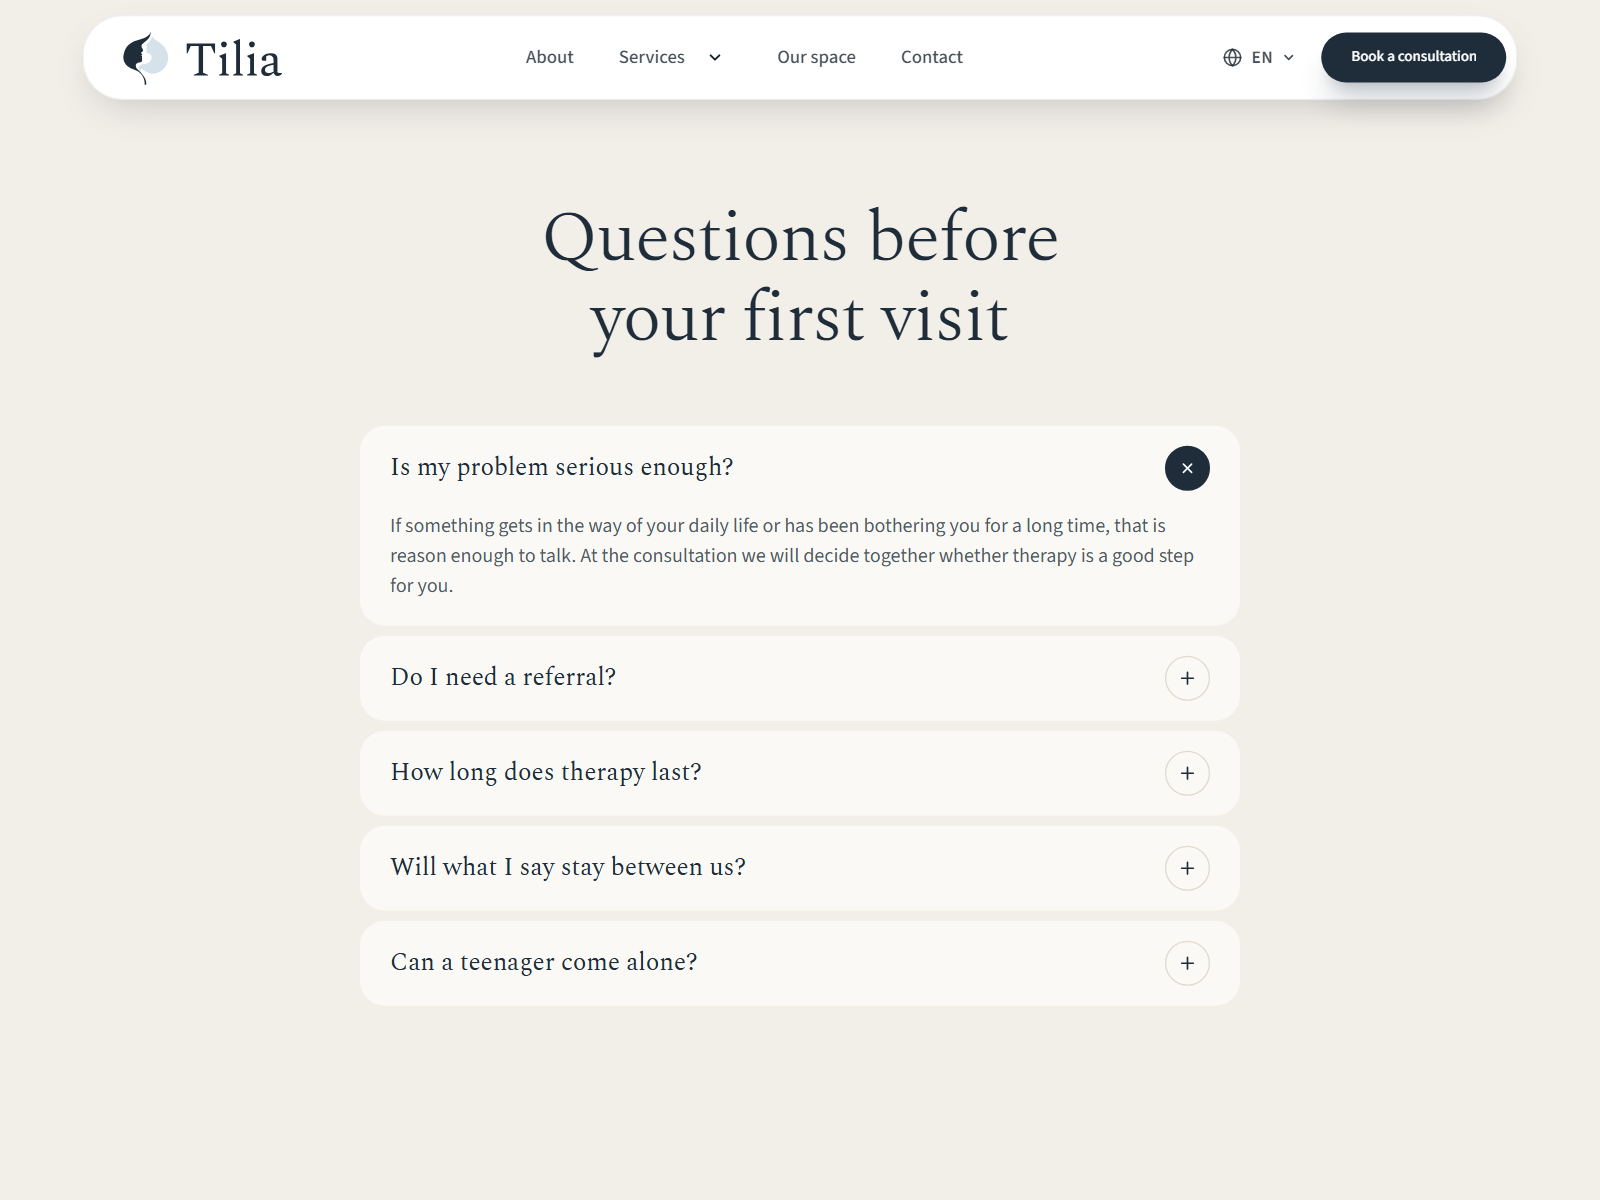 Tilia
About
Services
Our space
Contact
EN
Book a consultation
Questions before
your first visit
Is my problem serious enough?
If something gets in the way of your daily life or has been bothering you for a long time, that is
reason enough to talk. At the consultation we will decide together whether therapy is a good step
for you.
Do I need a referral?
How long does therapy last?
Will what I say stay between us?
Can a teenager come alone?